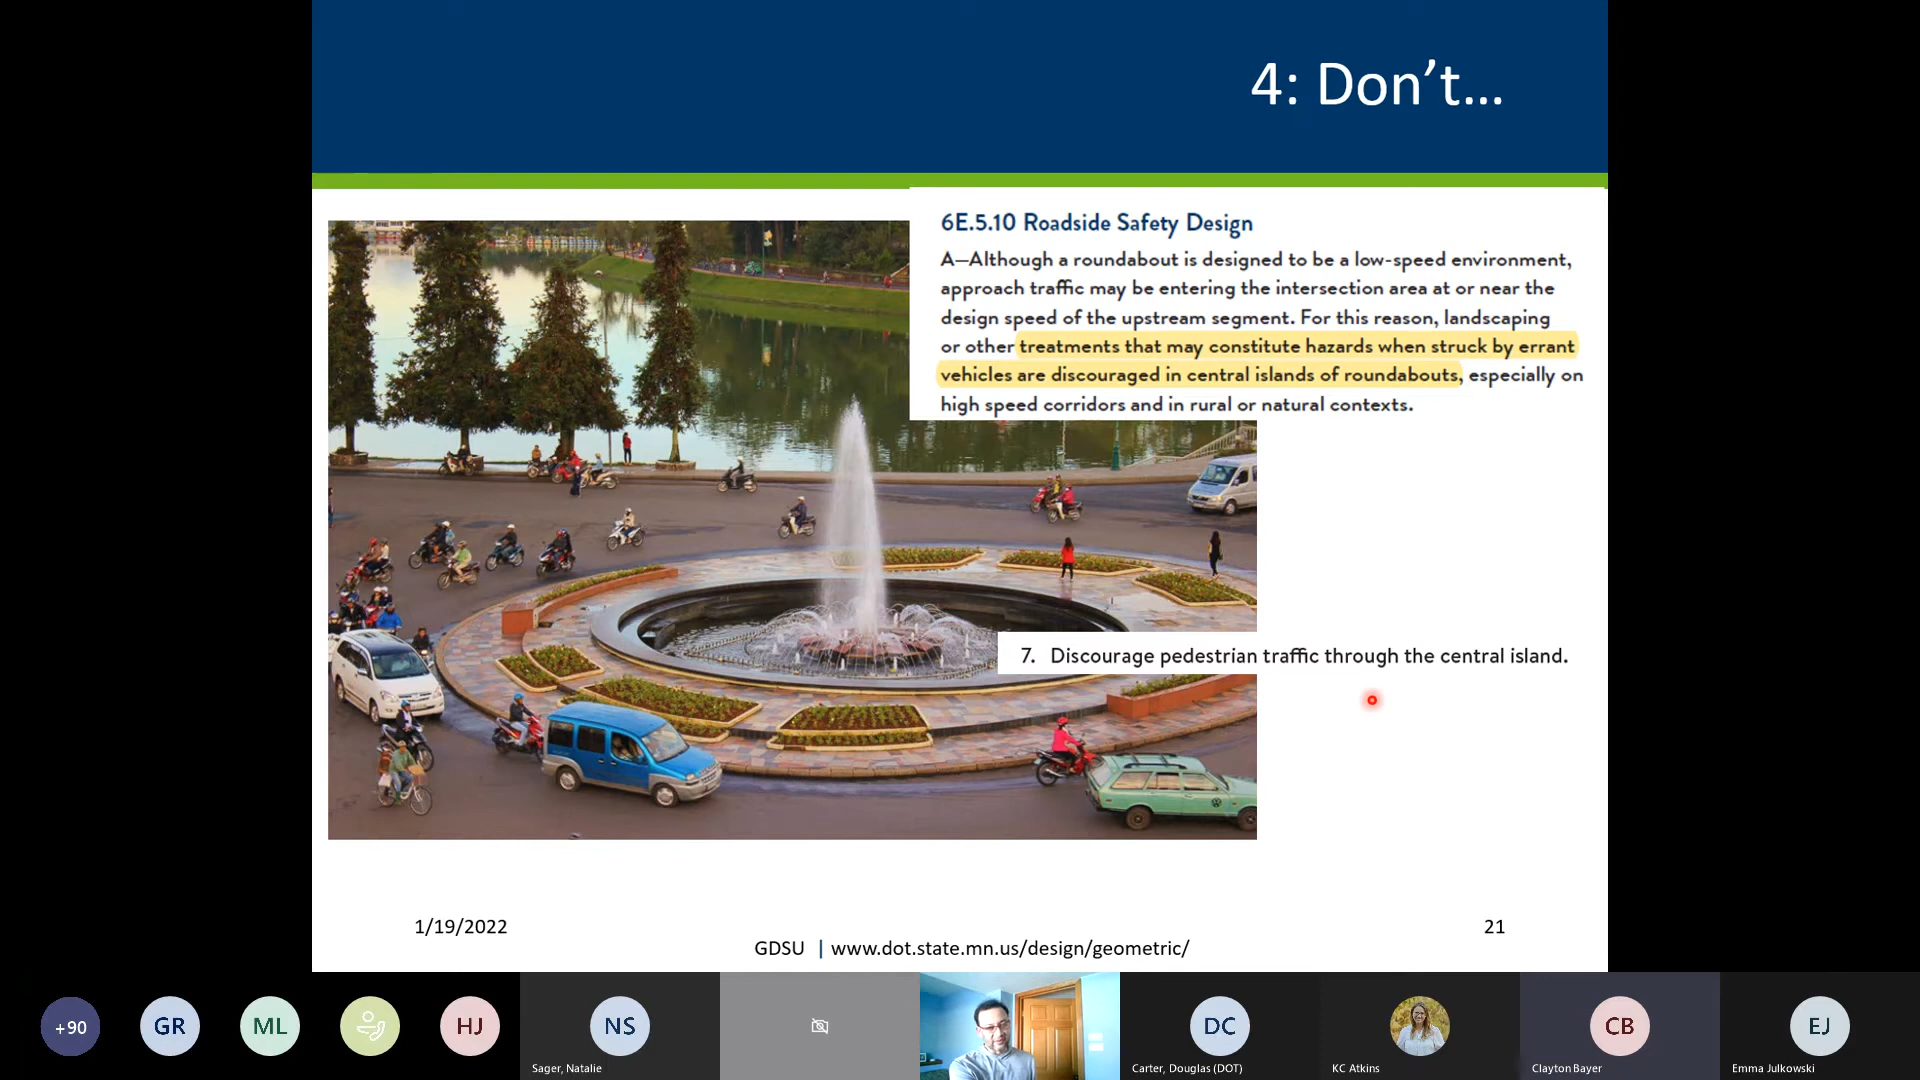 4: Don’t…
6E.5.10 Roadside Safety Design
A—Although a roundabout is designed to be a low-speed environment,
approach traffic may be entering the intersection area at or near the
design speed of the upstream segment. For this reason, landscaping
or other treatments that may constitute hazards when struck by errant
vehicles are discouraged in central islands of roundabouts, especially on
high speed corridors and in rural or natural contexts.
7. Discourage pedestrian traffic through the central island.
1/19/2022
21
GDSU | www.dot.state.mn.us/design/geometric/
+90
GR
ML
HJ
NS
DC
CB
EJ
Sager, Natalie
Carter, Douglas (DOT)
KC Atkins
Clayton Bayer
Emma Julkowski